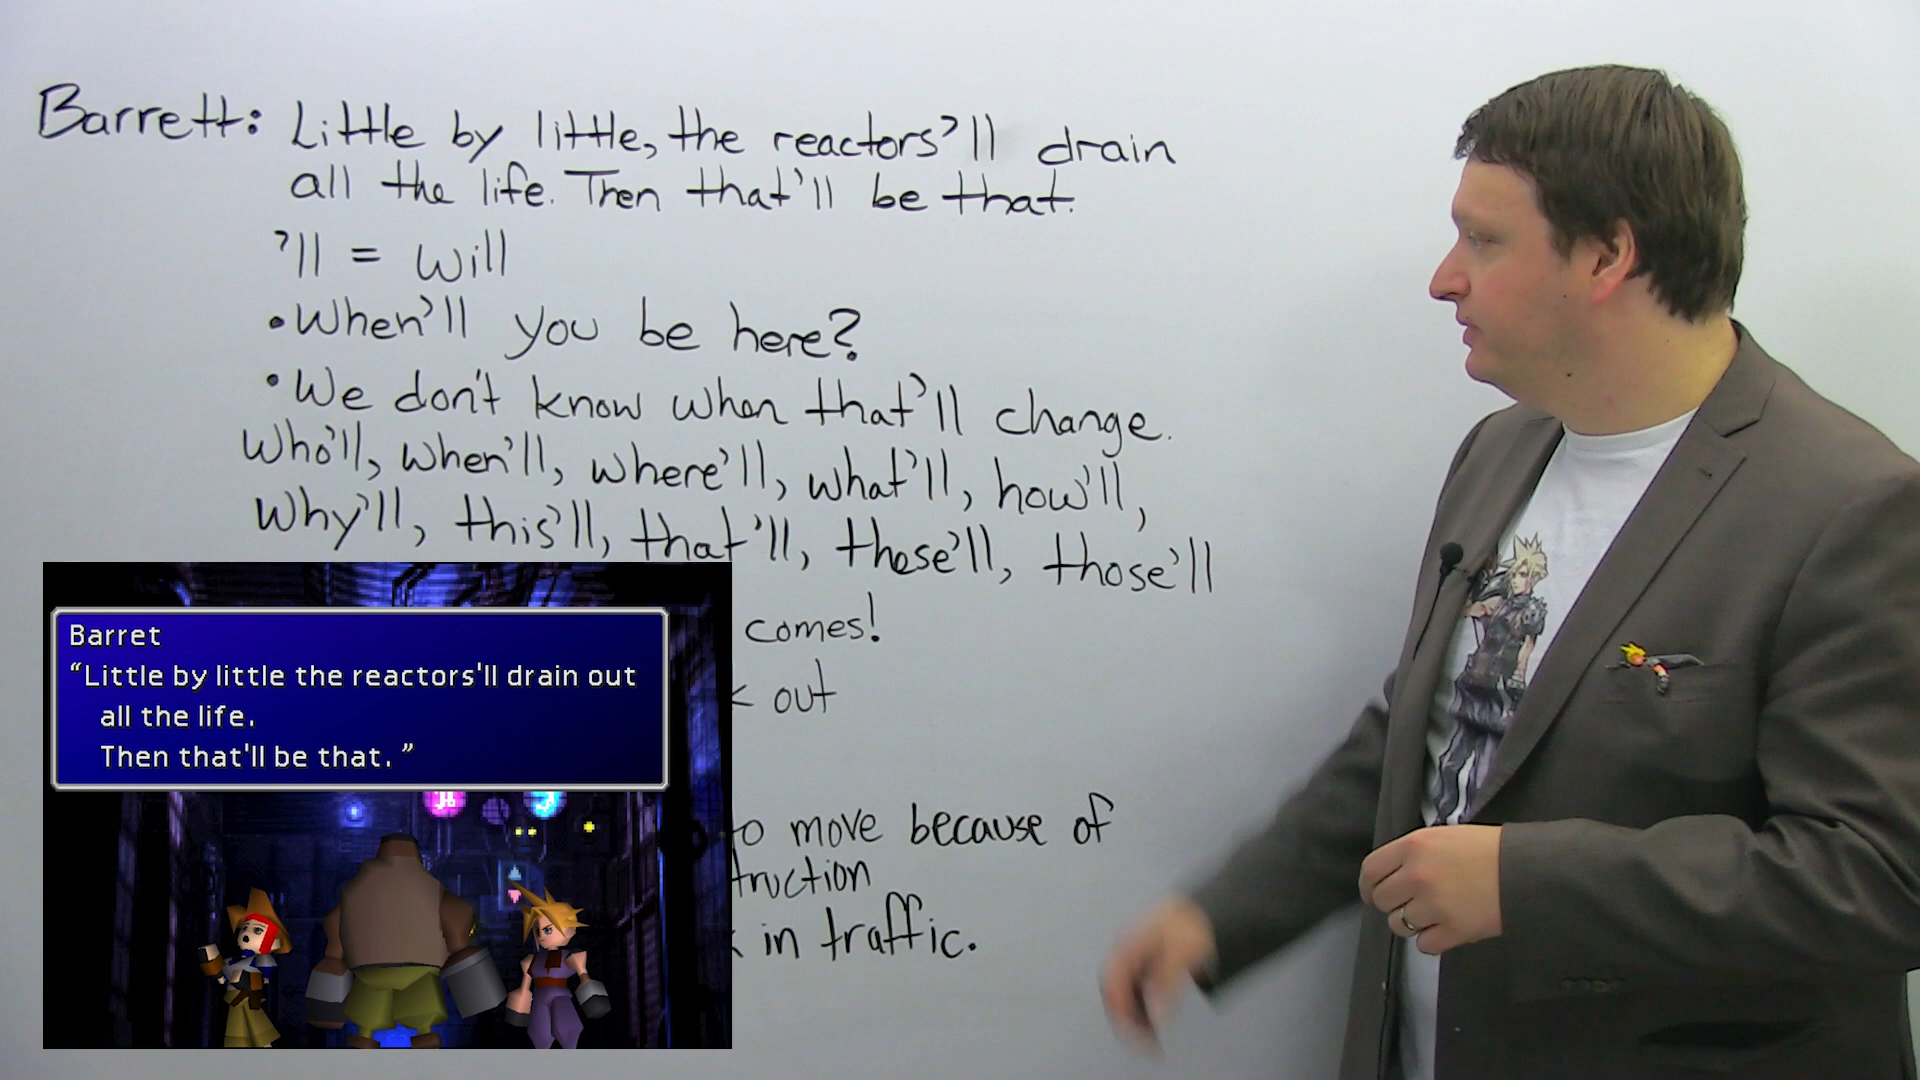 Barrett: Little by little, the reactors'll drain
all the life. Then that'll be that.
'll = will
• When'll you be here?
• We don't know when that'll change.
Who'll, when'll, where'll, what'll, how'll,
Why'll, this'll, that'll, these'll, those'll
comes!
out
move because of
in traffic.
Barret
“Little by little the reactors'll drain out
all the life.
Then that'll be that. ”